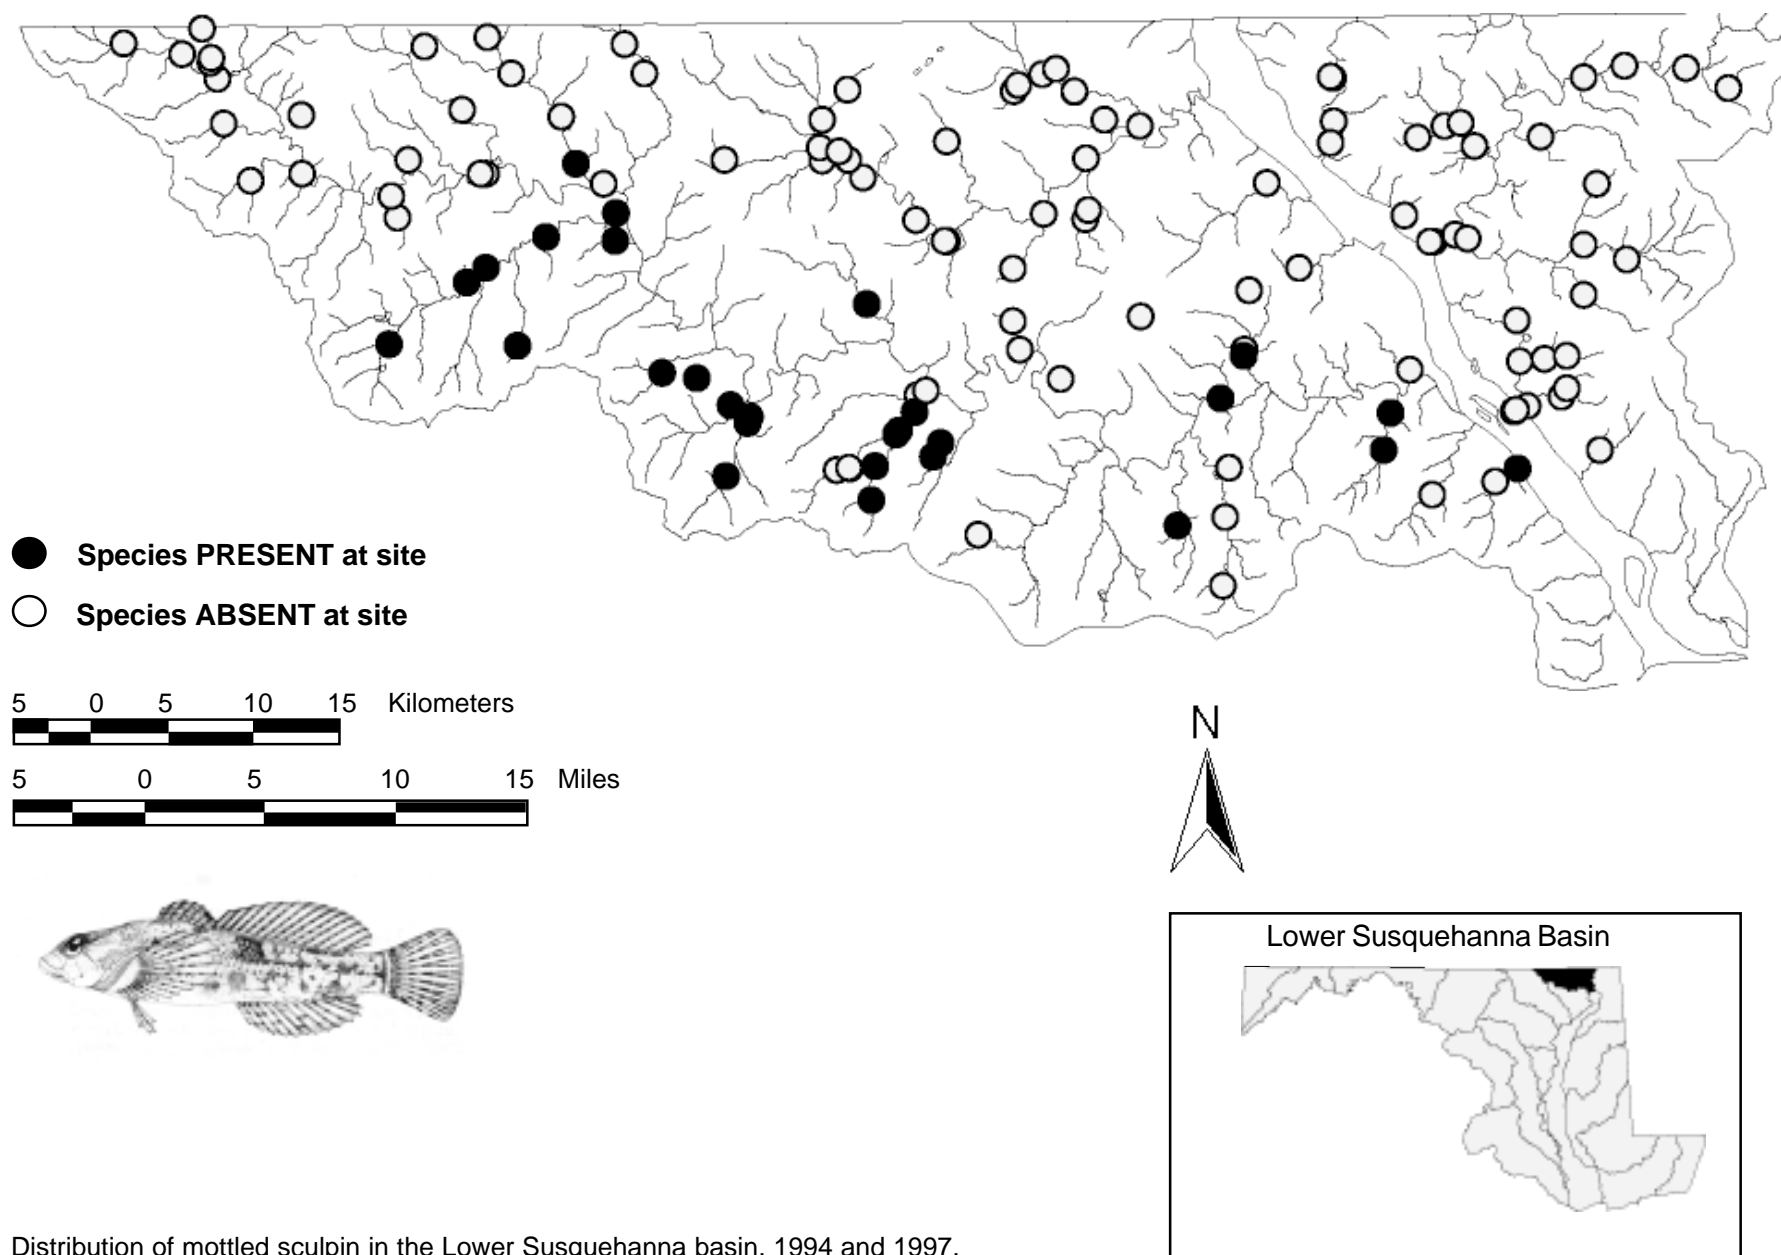 Species PRESENT at site
Species ABSENT at site
5 0 5 10 15 Kilometers
5 0 5 10 15 Miles
N
Lower Susquehanna Basin
Distribution of mottled sculpin in the Lower Susquehanna basin, 1994 and 1997.